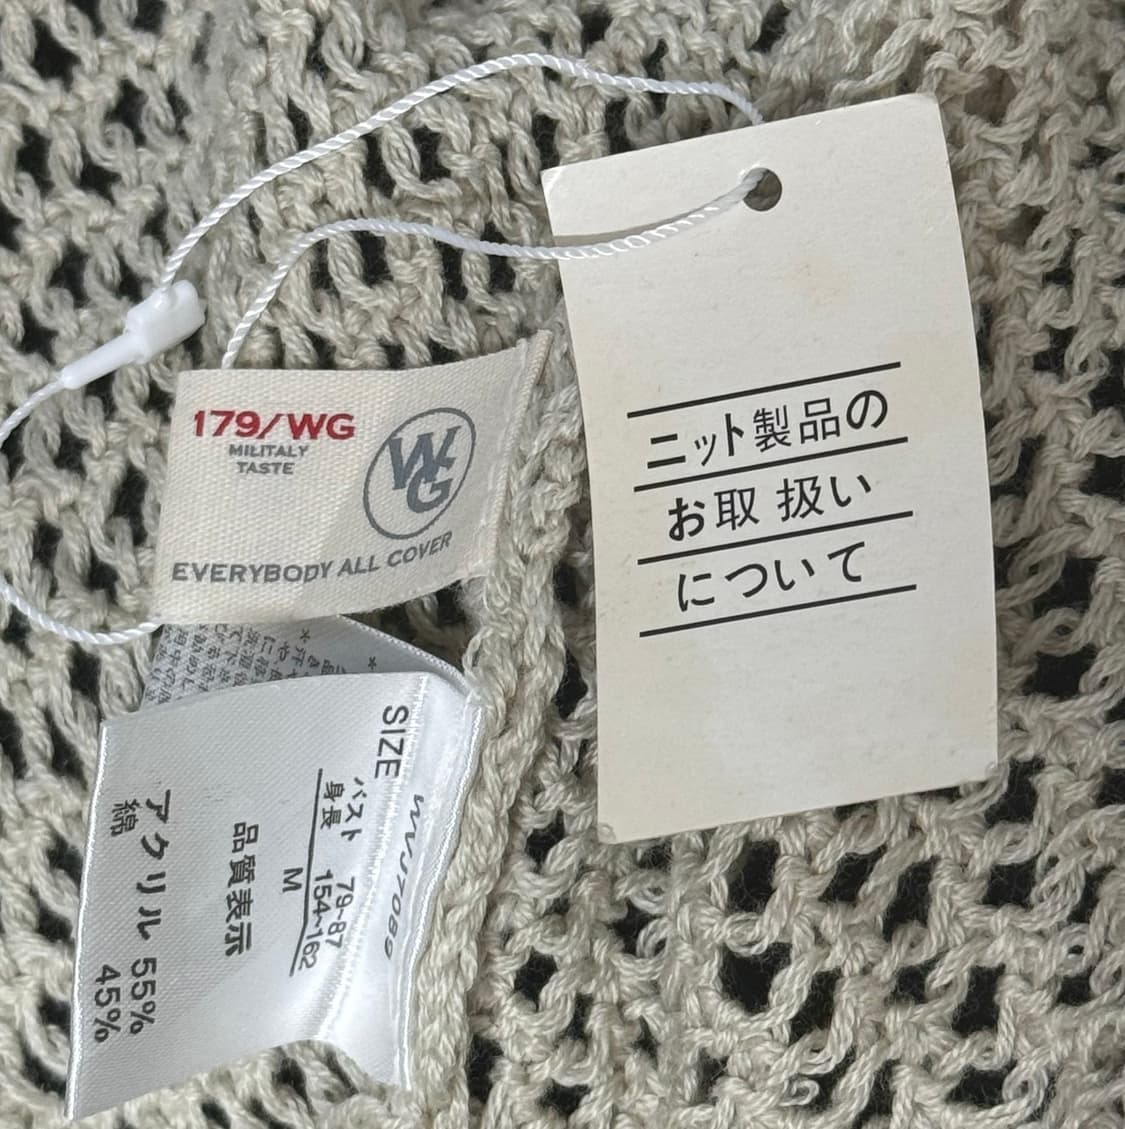 179/WG
MILITALY
TASTE
WG
EVERYBODY ALL COVER
ニット製品の
お取扱い
について
WWJ7089
SIZE
バスト 79-87
身長 154-162
M
品質表示
アクリル 55%
綿 45%